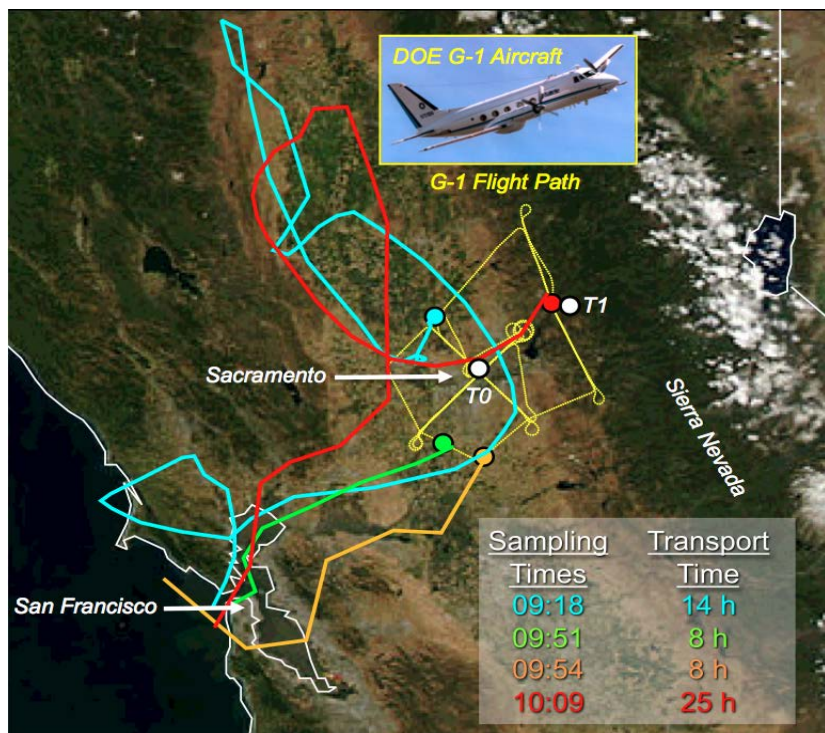 DOE G-1 Aircraft
G-1 Flight Path
T1
Sacramento
T0
Sierra Nevada
San Francisco
Sampling Times
Transport Time
09:18 14 h
09:51 8 h
09:54 8 h
10:09 25 h